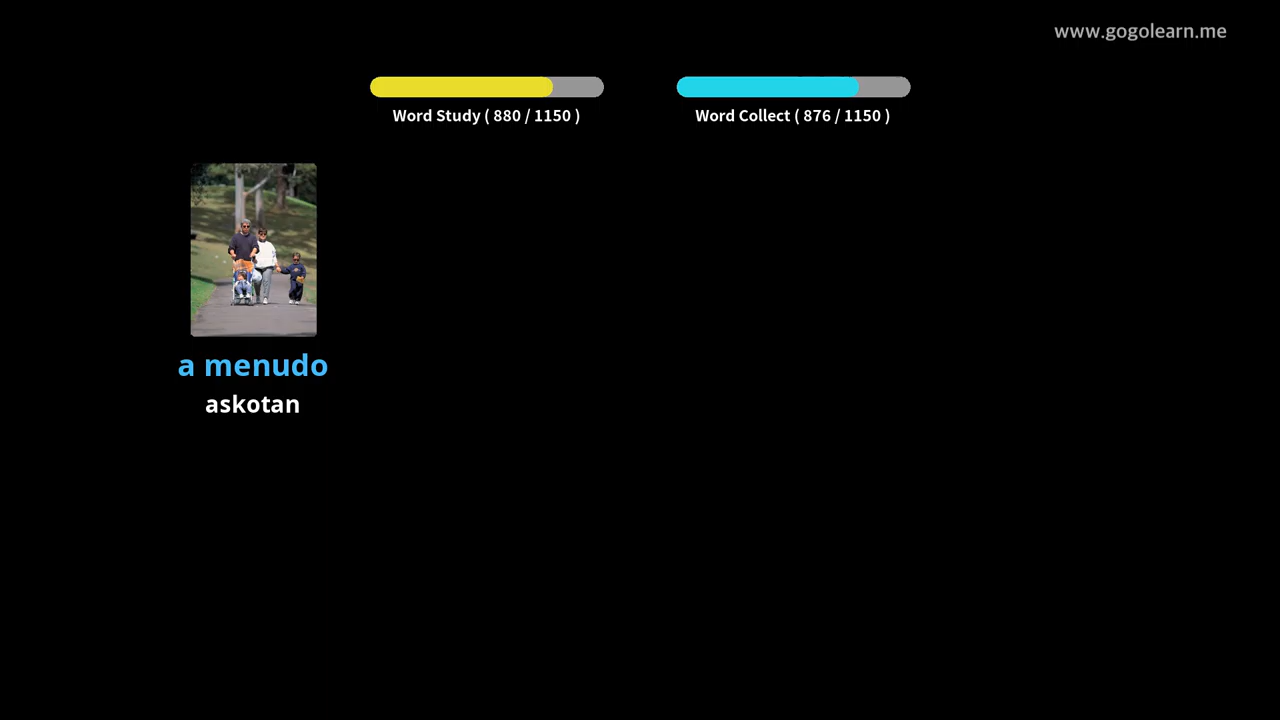 www.gogolearn.me
Word Study ( 880 / 1150 )
Word Collect ( 876 / 1150 )
a menudo
askotan